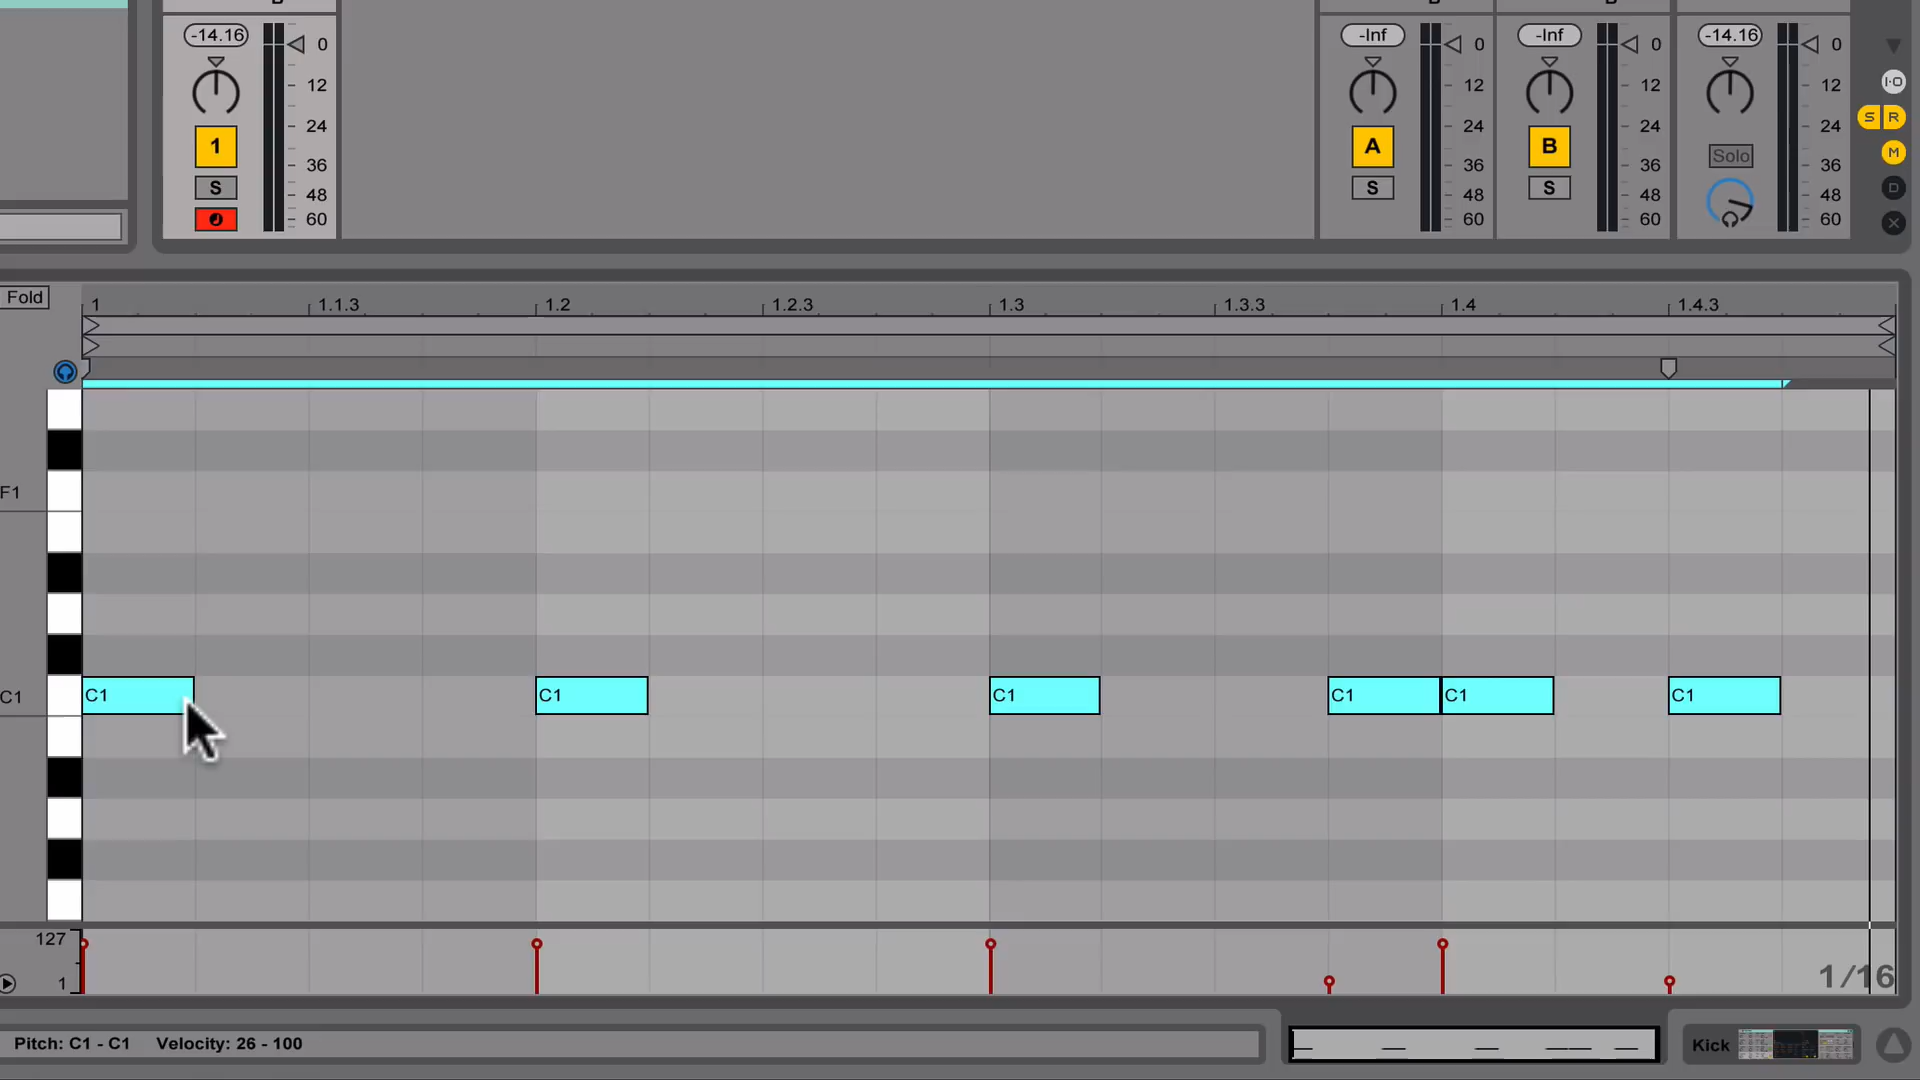 -14.16 0 -Inf 0 -Inf 0 -14.16 0
12 12 12 12 I·O
1 24 A 24 B 24 24 S R
36 36 36 Solo 36 M
S 48 S 48 S 48 48 D
60 60 60 60
Fold 1 1.1.3 1.2 1.2.3 1.3 1.3.3 1.4 1.4.3
F1
C1 C1 C1 C1 C1 C1 C1
127
1 1/16
Pitch: C1 - C1 Velocity: 26 - 100 Kick